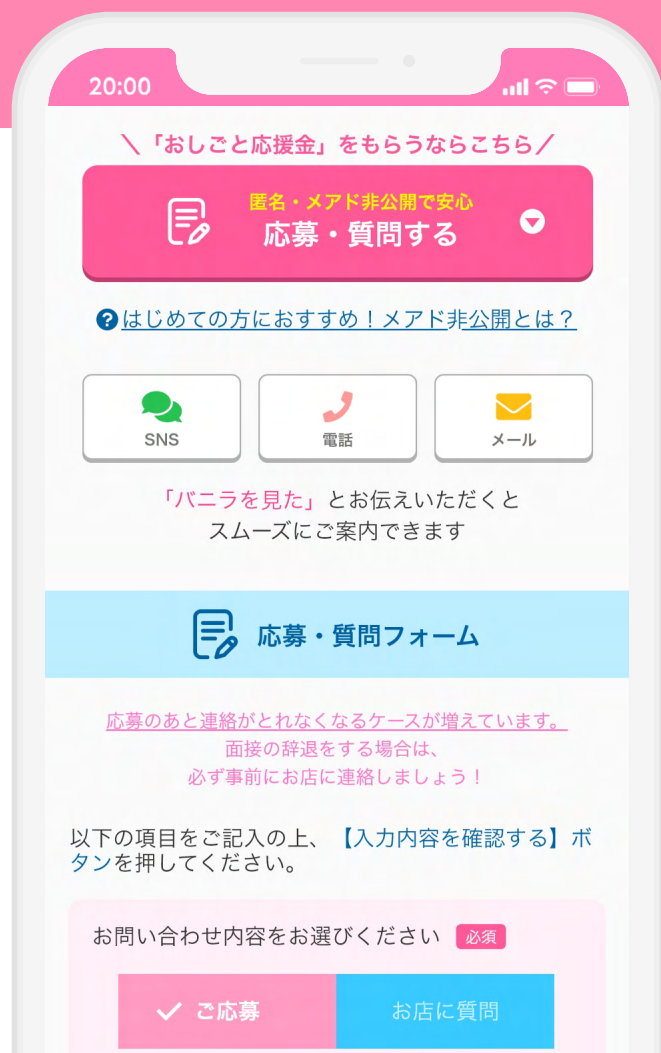 20:00
＼「おしごと応援金」をもらうならこちら／
匿名・メアド非公開で安心
応募・質問する
?はじめての方におすすめ！メアド非公開とは？
SNS
電話
メール
「バニラを見た」とお伝えいただくと
スムーズにご案内できます
応募・質問フォーム
応募のあと連絡がとれなくなるケースが増えています。
面接の辞退をする場合は、
必ず事前にお店に連絡しましょう！
以下の項目をご記入の上、【入力内容を確認する】ボ
タンを押してください。
お問い合わせ内容をお選びください 必須
ご応募
お店に質問